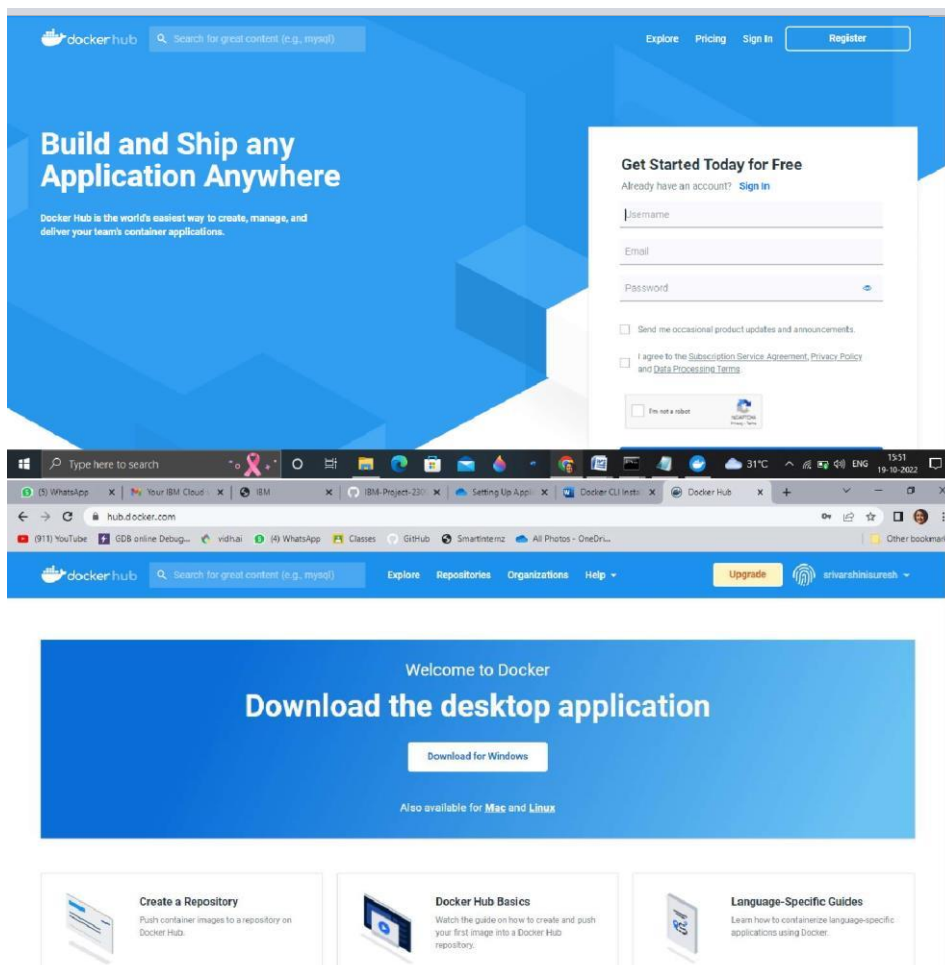 docker hub
Search for great content (e.g., mysql)
Explore Pricing Sign In Register
Build and Ship any
Application Anywhere
Docker Hub is the world's easiest way to create, manage, and
deliver your team's container applications.
Get Started Today for Free
Already have an account? Sign In
Username
Email
Password
Send me occasional product updates and announcements.
I agree to the Subscription Service Agreement, Privacy Policy
and Data Processing Terms.
I'm not a robot
reCAPTCHA
Privacy - Terms
Type here to search
31°C ENG 15:51
19-10-2022
(5) WhatsApp
Your IBM Cloud
IBM
IBM-Project-230
Setting Up Appli
Docker CLI Insta
Docker Hub
hub.docker.com
(911) YouTube GDB online Debug... vidhai (4) WhatsApp Classes GitHub Smartinternz All Photos - OneDri... Other bookmar
docker hub
Search for great content (e.g., mysql)
Explore Repositories Organizations Help Upgrade srivarshinisuresh
Welcome to Docker
Download the desktop application
Download for Windows
Also available for Mac and Linux
Create a Repository
Push container images to a repository on
Docker Hub.
Docker Hub Basics
Watch the guide on how to create and push
your first image into a Docker Hub
repository.
Language-Specific Guides
Learn how to containerize language-specific
applications using Docker.